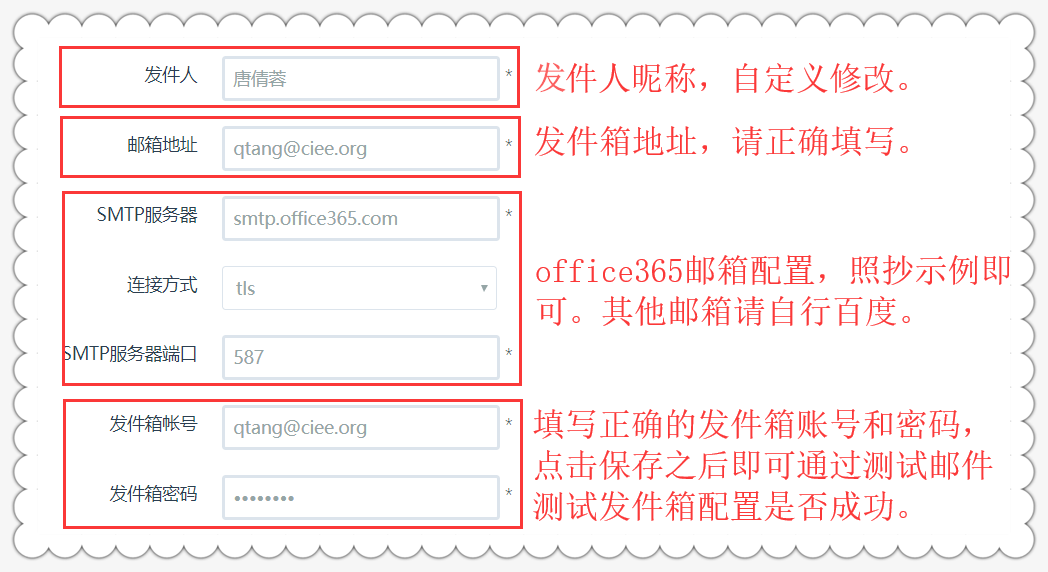 发件人 唐倩蓉 * 发件人昵称，自定义修改。
邮箱地址 qtang@ciee.org * 发件箱地址，请正确填写。
SMTP服务器 smtp.office365.com *
office365邮箱配置，照抄示例即
连接方式 tls ▼
可。其他邮箱请自行百度。
SMTP服务器端口 587 *
发件箱帐号 qtang@ciee.org * 填写正确的发件箱账号和密码，
点击保存之后即可通过测试邮件
发件箱密码 •••••••• *
测试发件箱配置是否成功。